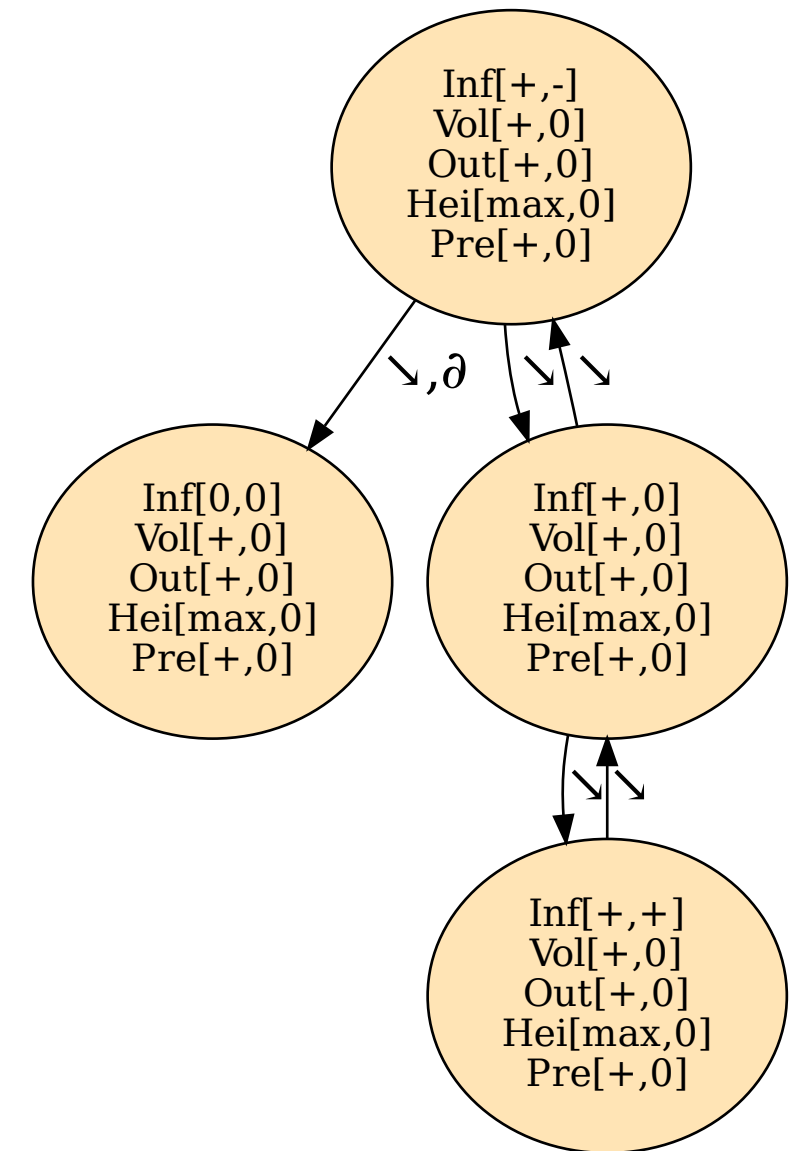 Inf[+,-]
Vol[+,0]
Out[+,0]
Hei[max,0]
Pre[+,0]
↘,∂
↘
↘
Inf[0,0]
Vol[+,0]
Out[+,0]
Hei[max,0]
Pre[+,0]
Inf[+,0]
Vol[+,0]
Out[+,0]
Hei[max,0]
Pre[+,0]
↘
↘
Inf[+,+]
Vol[+,0]
Out[+,0]
Hei[max,0]
Pre[+,0]